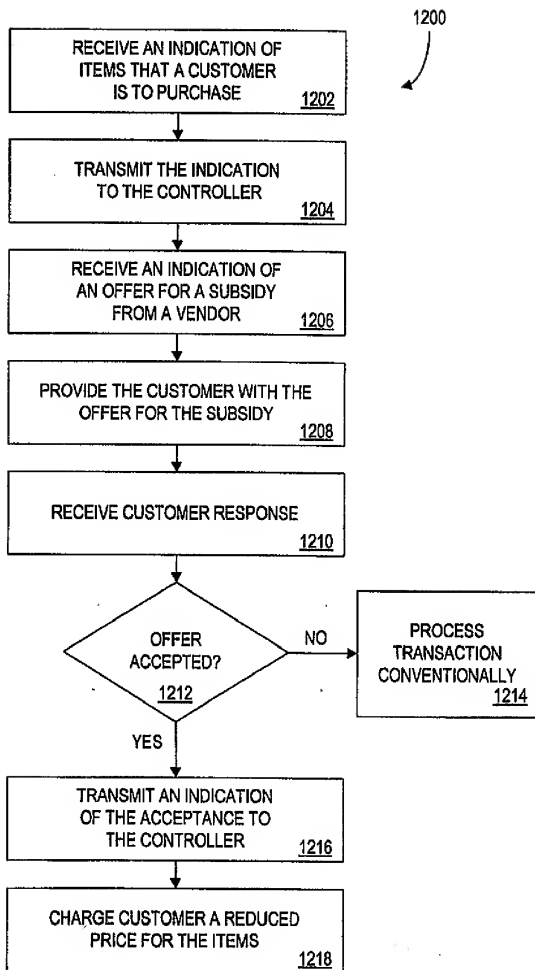 1200
RECEIVE AN INDICATION OF
ITEMS THAT A CUSTOMER
IS TO PURCHASE
1202
TRANSMIT THE INDICATION
TO THE CONTROLLER
1204
RECEIVE AN INDICATION OF
AN OFFER FOR A SUBSIDY
FROM A VENDOR
1206
PROVIDE THE CUSTOMER WITH THE
OFFER FOR THE SUBSIDY
1208
RECEIVE CUSTOMER RESPONSE
1210
OFFER
ACCEPTED?
1212
NO
PROCESS
TRANSACTION
CONVENTIONALLY
1214
YES
TRANSMIT AN INDICATION
OF THE ACCEPTANCE TO
THE CONTROLLER
1216
CHARGE CUSTOMER A REDUCED
PRICE FOR THE ITEMS
1218